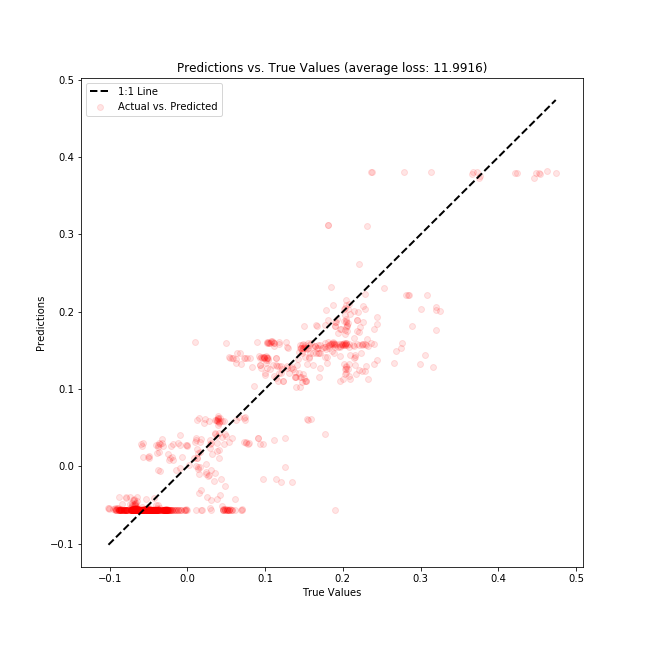 Predictions vs. True Values (average loss: 11.9916)
1:1 Line
Actual vs. Predicted
0.5
0.4
0.3
0.2
0.1
0.0
−0.1
Predictions
−0.1 0.0 0.1 0.2 0.3 0.4 0.5
True Values